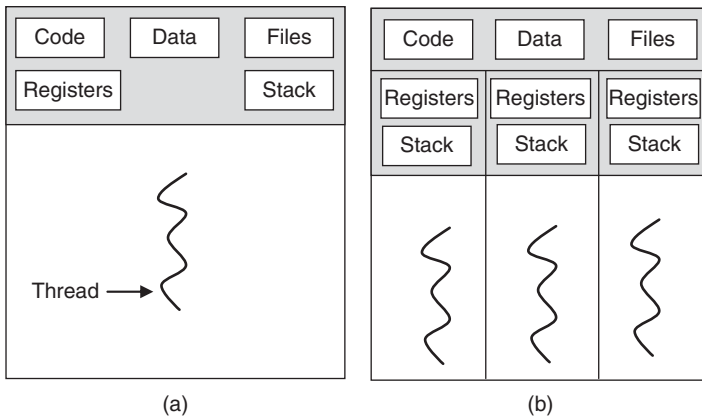 Code Data Files
Registers Stack
Thread
(a)
Code Data Files
Registers Registers Registers
Stack Stack Stack
(b)